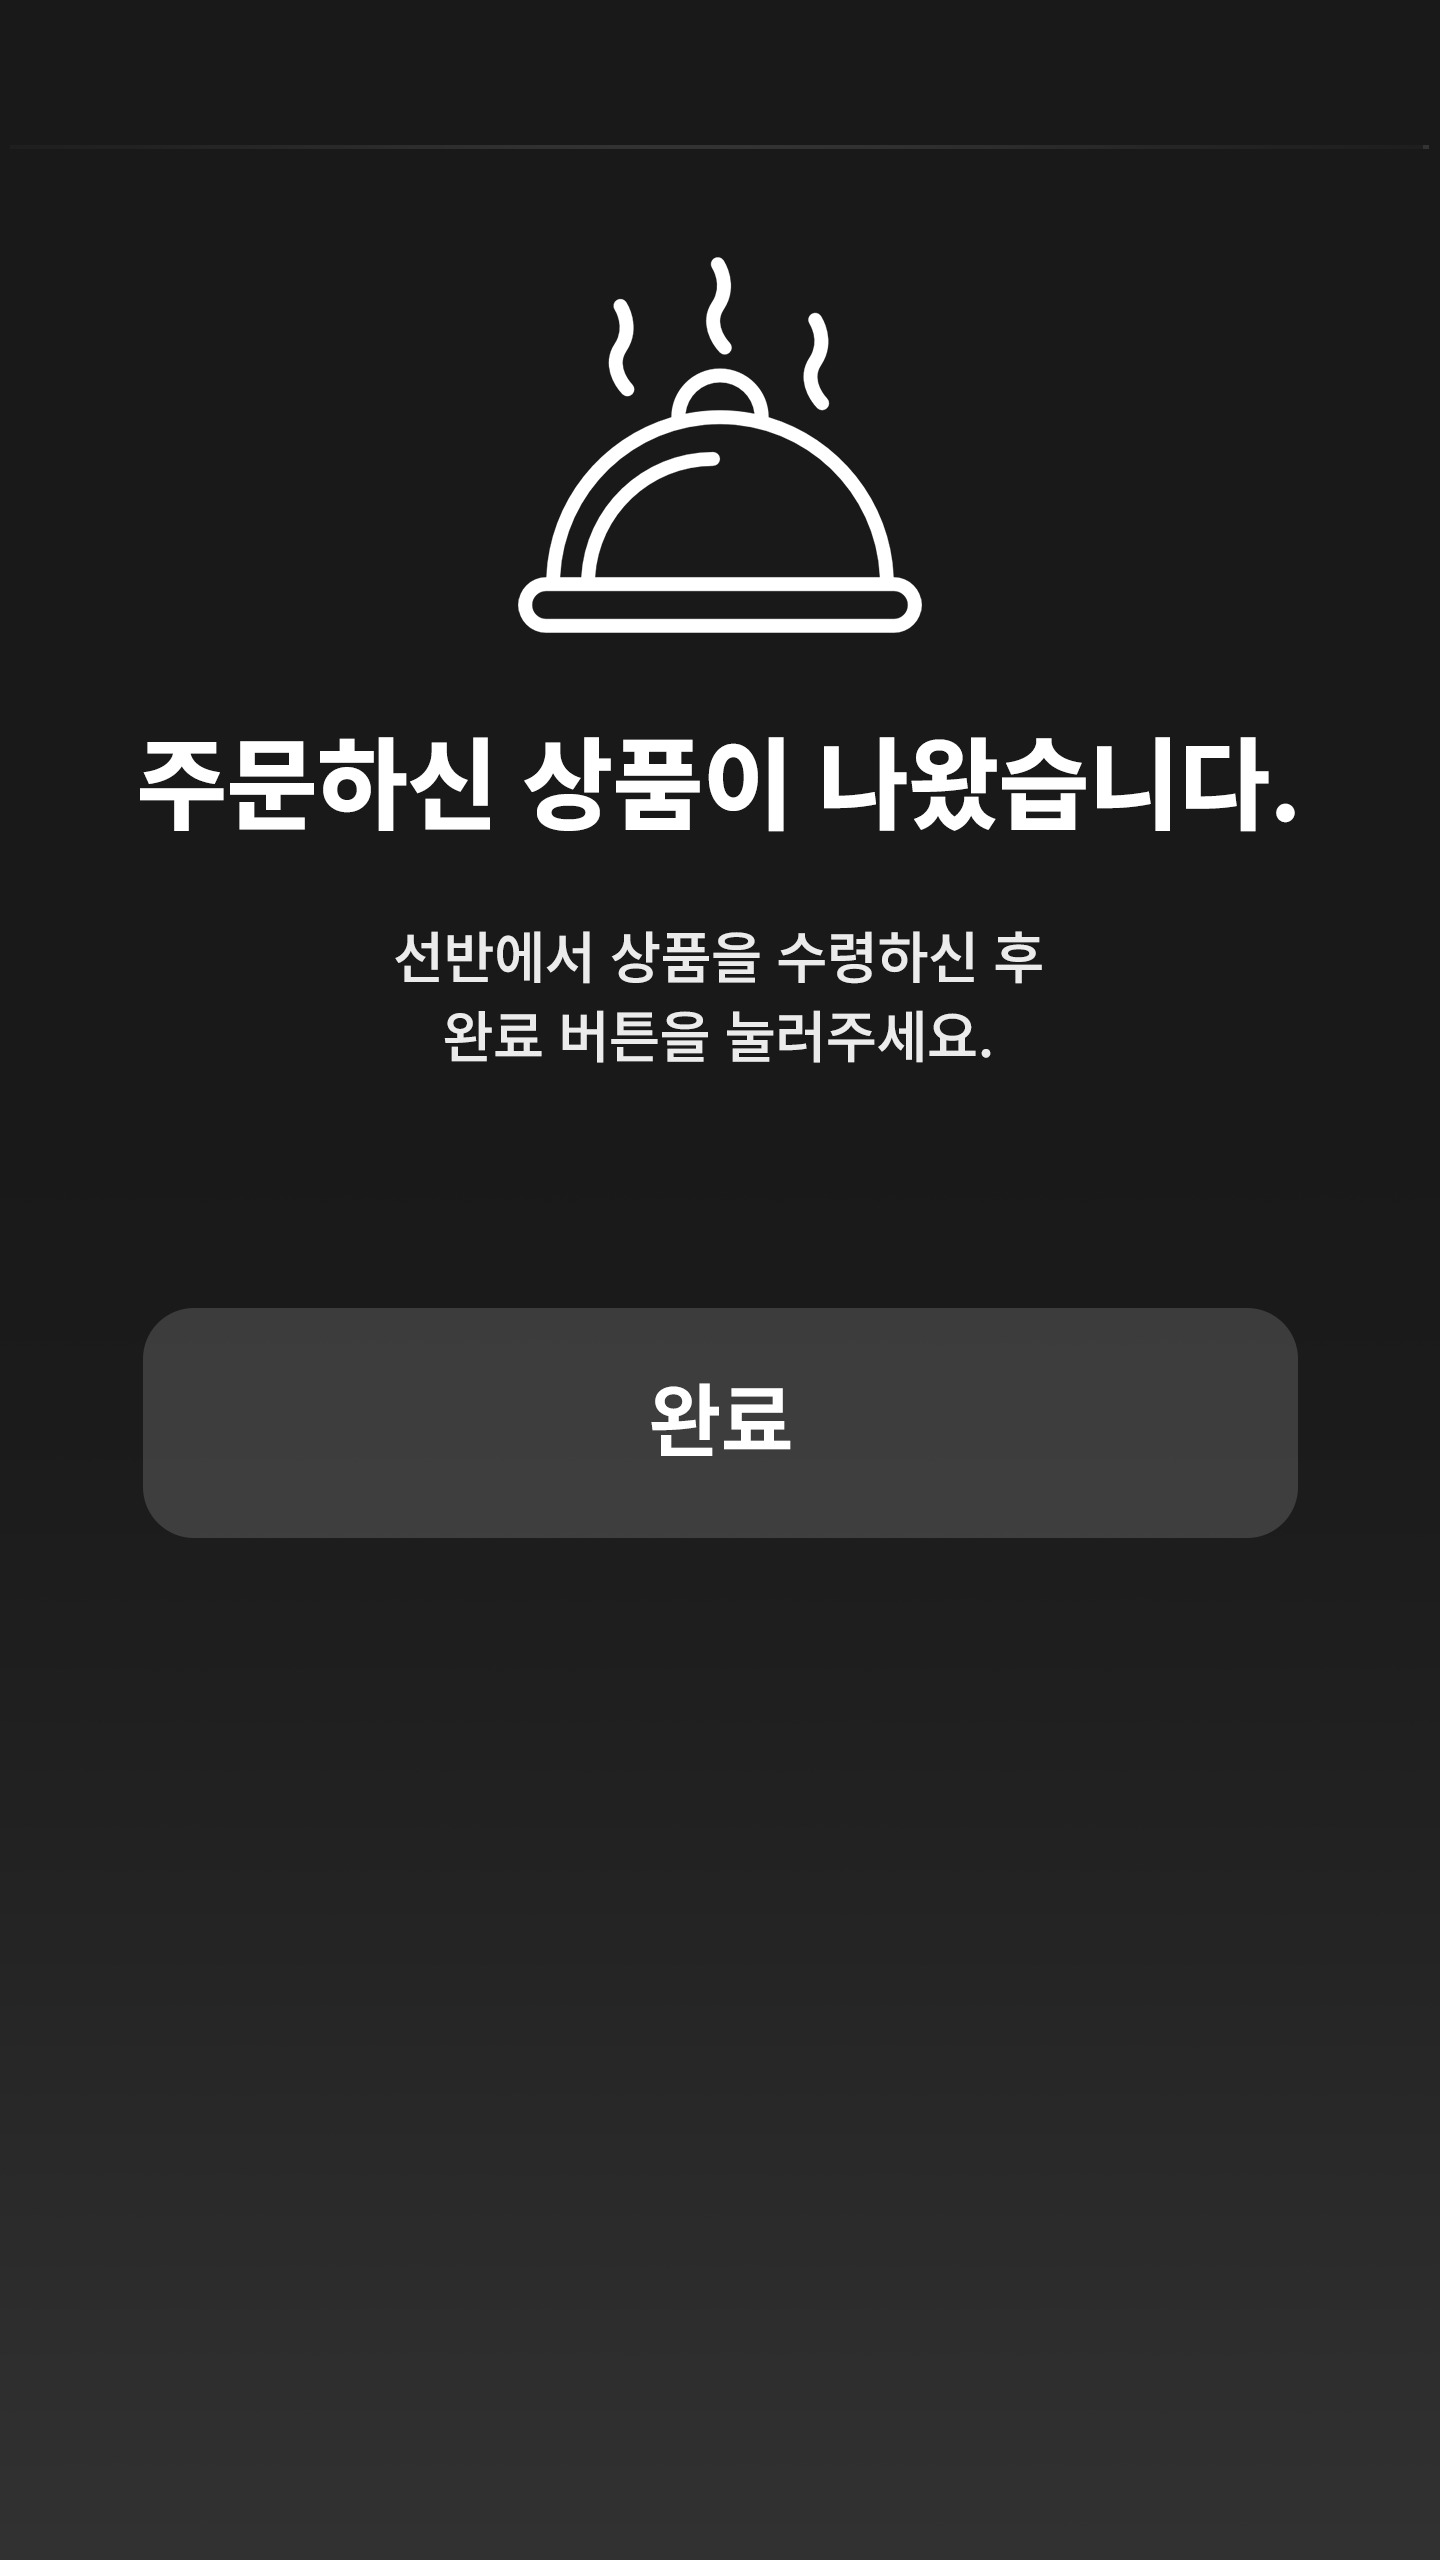 주문하신 상품이 나왔습니다.
선반에서 상품을 수령하신 후
완료 버튼을 눌러주세요.
완료